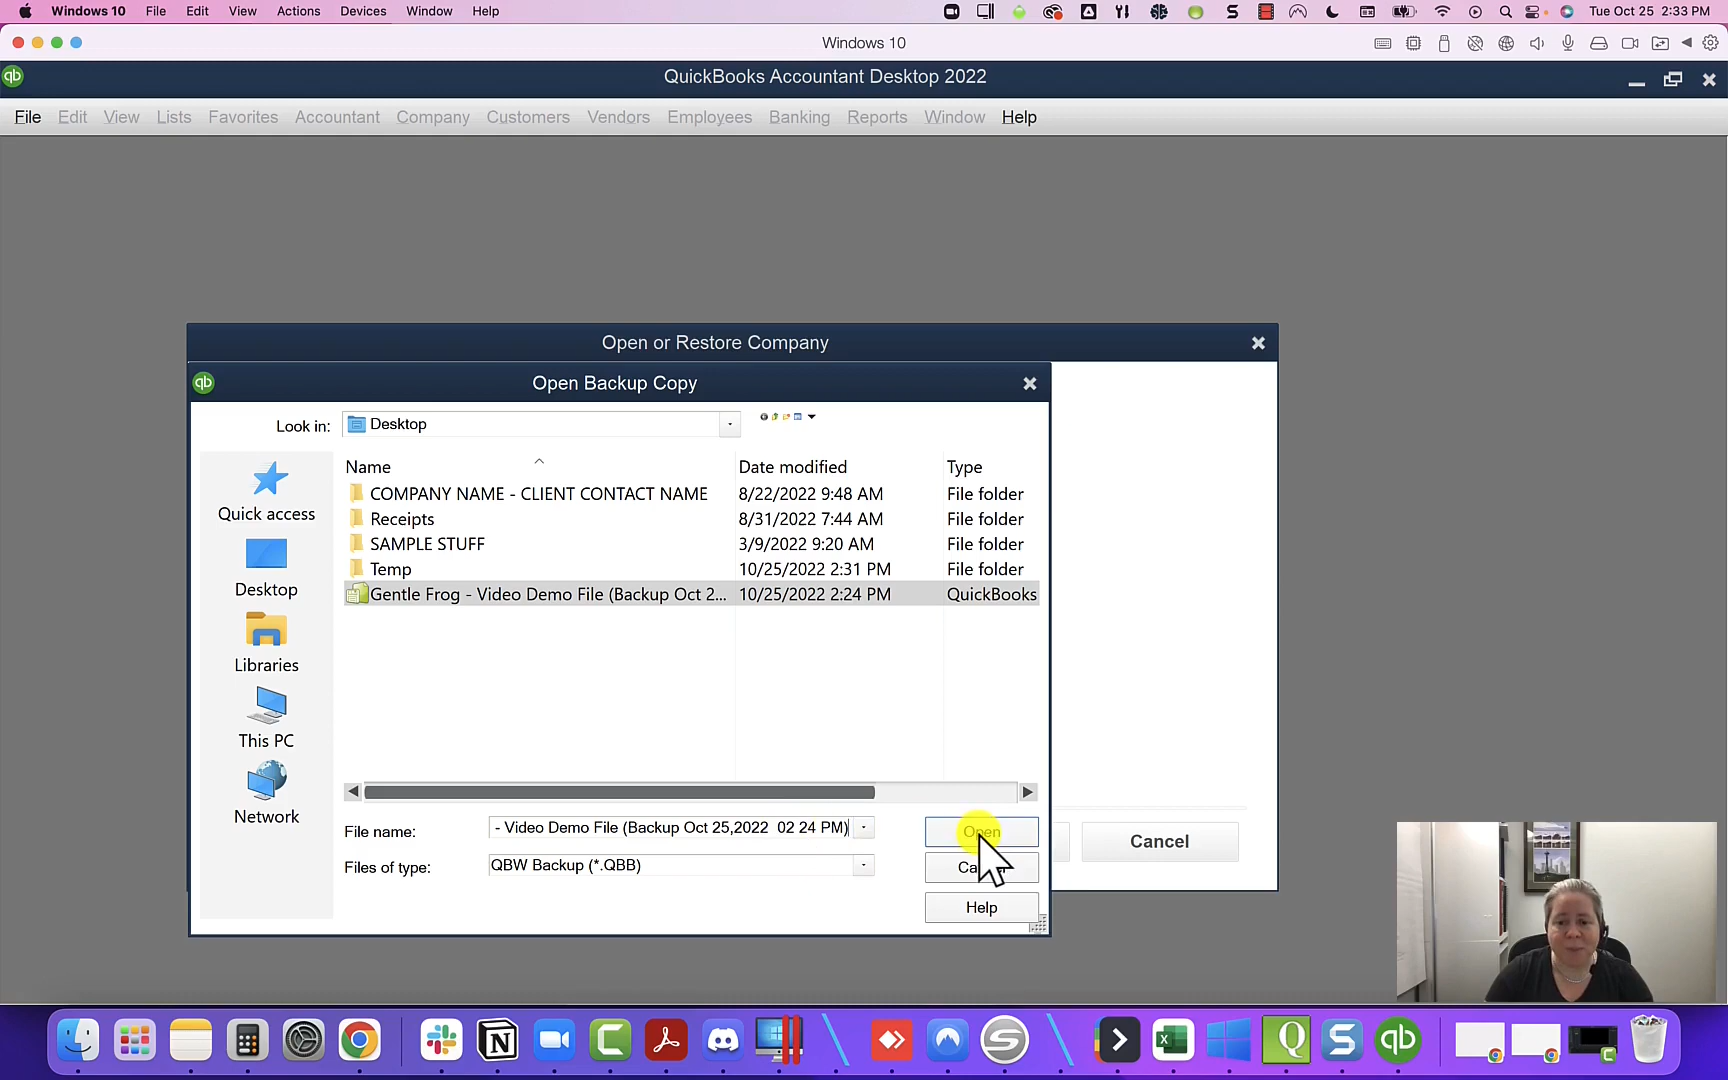 Windows 10 File Edit View Actions Devices Window Help Tue Oct 25 2:33 PM
Windows 10
qb QuickBooks Accountant Desktop 2022
File Edit View Lists Favorites Accountant Company Customers Vendors Employees Banking Reports Window Help
Open or Restore Company
qb Open Backup Copy
Look in: Desktop
Name Date modified Type
COMPANY NAME - CLIENT CONTACT NAME 8/22/2022 9:48 AM File folder
Receipts 8/31/2022 7:44 AM File folder
SAMPLE STUFF 3/9/2022 9:20 AM File folder
Temp 10/25/2022 2:31 PM File folder
Gentle Frog - Video Demo File (Backup Oct 2... 10/25/2022 2:24 PM QuickBooks
Quick access
Desktop
Libraries
This PC
Network
File name: - Video Demo File (Backup Oct 25,2022 02 24 PM) Open
Files of type: QBW Backup (*.QBB)
Help
Cancel